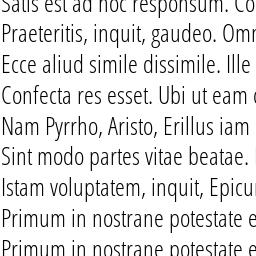 Satis est ad hoc responsum. Co
Praeteritis, inquit, gaudeo. Omn
Ecce aliud simile dissimile. Ille
Confecta res esset. Ubi ut eam
Nam Pyrrho, Aristo, Erillus iam
Sint modo partes vitae beatae.
Istam voluptatem, inquit, Epicur
Primum in nostrane potestate e
Primum in nostrane potestate e